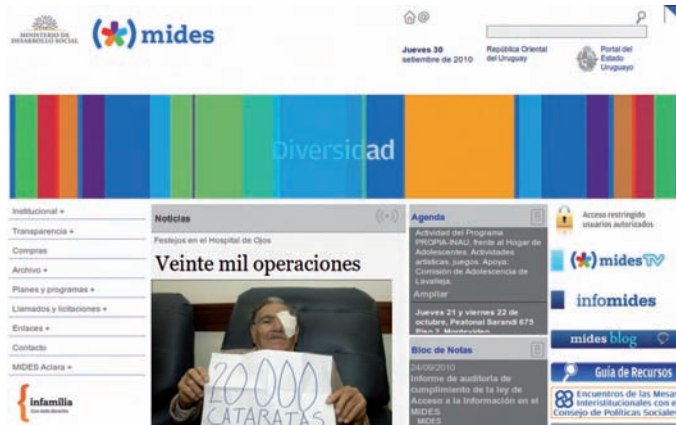 MINISTERIO DE
DESARROLLO SOCIAL
mides
Jueves 30
setiembre de 2010
República Oriental
del Uruguay
Portal del
Estado
Uruguayo
Diversidad
Institucional +
Transparencia +
Compras
Archivo +
Planes y programas +
Llamados y licitaciones +
Enlaces +
Contacto
MIDES Aclara +
infamilia
Noticias
Festejos en el Hospital de Ojos
Veinte mil operaciones
20.000
CATARATAS
Agenda
Actividad del Programa
PROPIA-INAU, frente al Hogar de
Adolescentes. Actividades
artísticas, juegos. Apoya:
Comisión de Adolescencia de
Lavalleja.
Ampliar
Jueves 21 y viernes 22 de
octubre, Peatonal Sarandí 675
Piso 2, Montevideo
Bloc de Notas
24/09/2010
Informe de auditoría de
cumplimiento de la ley de
Acceso a la Información en el
MIDES
MIDES
Acceso restringido
usuarios autorizados
mides TV
infomides
mides blog
Guía de Recursos
Encuentros de las Mesas
Interinstitucionales con e
Consejo de Políticas Sociales